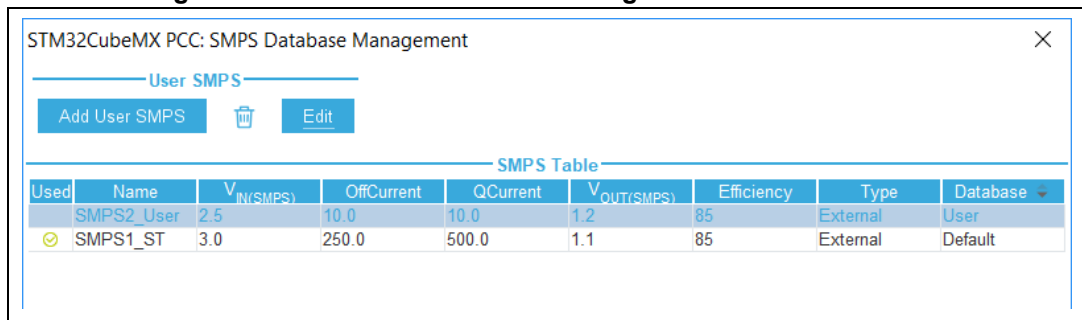 STM32CubeMX PCC: SMPS Database Management
User SMPS
Add User SMPS Edit
SMPS Table
Used Name VIN(SMPS) OffCurrent QCurrent VOUT(SMPS) Efficiency Type Database
SMPS2_User 2.5 10.0 10.0 1.2 85 External User
SMPS1_ST 3.0 250.0 500.0 1.1 85 External Default